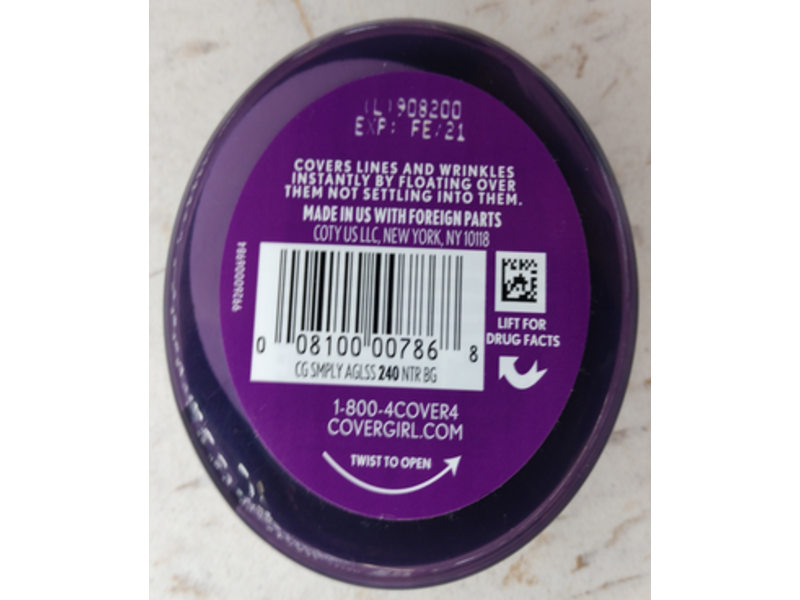 (L) 908200
EXP: FE/21
COVERS LINES AND WRINKLES
INSTANTLY BY FLOATING OVER
THEM NOT SETTLING INTO THEM.
MADE IN US WITH FOREIGN PARTS
COTY US LLC, NEW YORK, NY 10118
99260006984
0 08100 00786 8
CG SMPLY AGLSS 240 NTR BG
LIFT FOR
DRUG FACTS
1-800-4COVER4
COVERGIRL.COM
TWIST TO OPEN